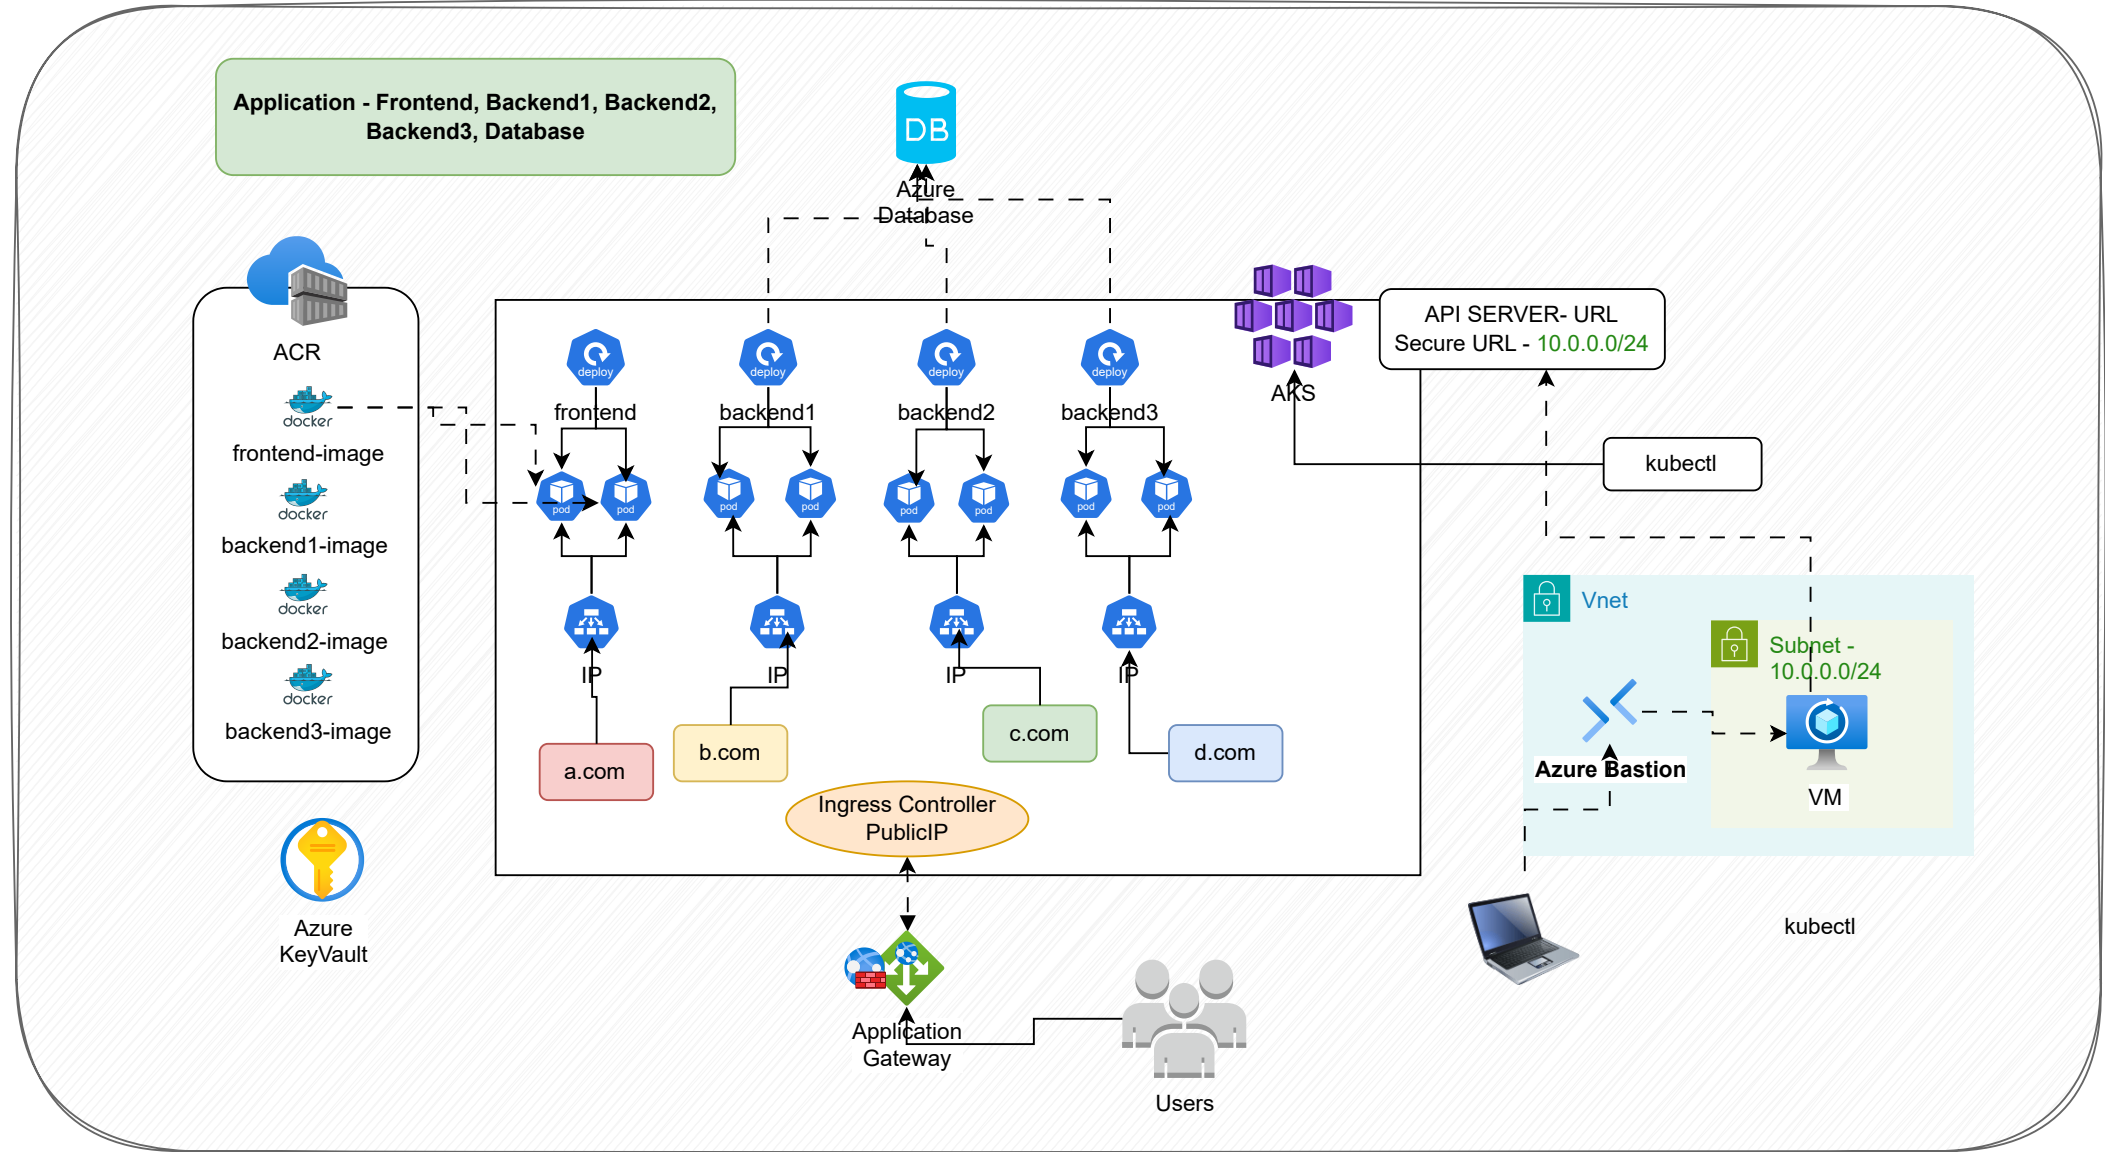 Application - Frontend, Backend1, Backend2,
Backend3, Database
DB
Azure
Database
ACR
docker
frontend-image
docker
backend1-image
docker
backend2-image
docker
backend3-image
Azure
KeyVault
deploy
deploy
deploy
deploy
frontend
backend1
backend2
backend3
pod
pod
pod
pod
pod
pod
pod
pod
IP
IP
IP
IP
a.com
b.com
c.com
d.com
Ingress Controller
PublicIP
Application
Gateway
Users
AKS
API SERVER- URL
Secure URL - 10.0.0.0/24
kubectl
Vnet
Subnet -
10.0.0.0/24
Azure Bastion
VM
kubectl